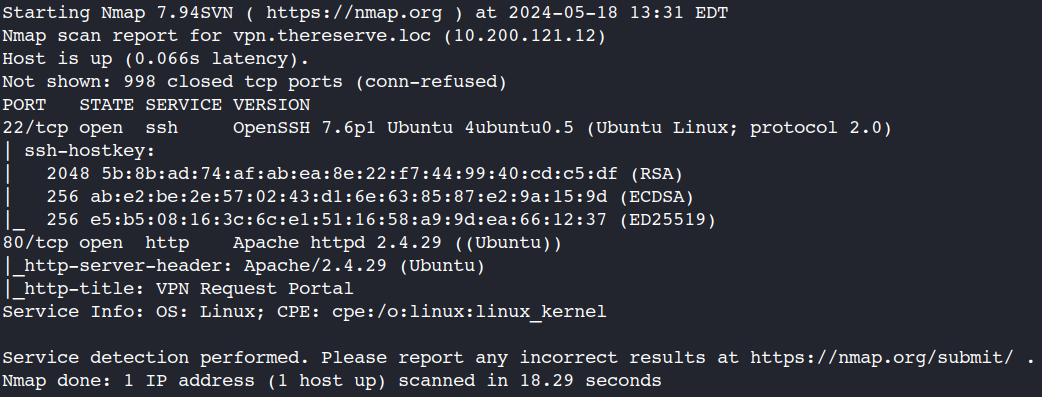 Starting Nmap 7.94SVN ( https://nmap.org ) at 2024-05-18 13:31 EDT
Nmap scan report for vpn.thereserve.loc (10.200.121.12)
Host is up (0.066s latency).
Not shown: 998 closed tcp ports (conn-refused)
PORT   STATE SERVICE VERSION
22/tcp open  ssh     OpenSSH 7.6p1 Ubuntu 4ubuntu0.5 (Ubuntu Linux; protocol 2.0)
| ssh-hostkey:
|   2048 5b:8b:ad:74:af:ab:ea:8e:22:f7:44:99:40:cd:c5:df (RSA)
|   256 ab:e2:be:2e:57:02:43:d1:6e:63:85:87:e2:9a:15:9d (ECDSA)
|_  256 e5:b5:08:16:3c:6c:e1:51:16:58:a9:9d:ea:66:12:37 (ED25519)
80/tcp open  http    Apache httpd 2.4.29 ((Ubuntu))
|_http-server-header: Apache/2.4.29 (Ubuntu)
|_http-title: VPN Request Portal
Service Info: OS: Linux; CPE: cpe:/o:linux:linux_kernel
Service detection performed. Please report any incorrect results at https://nmap.org/submit/ .
Nmap done: 1 IP address (1 host up) scanned in 18.29 seconds